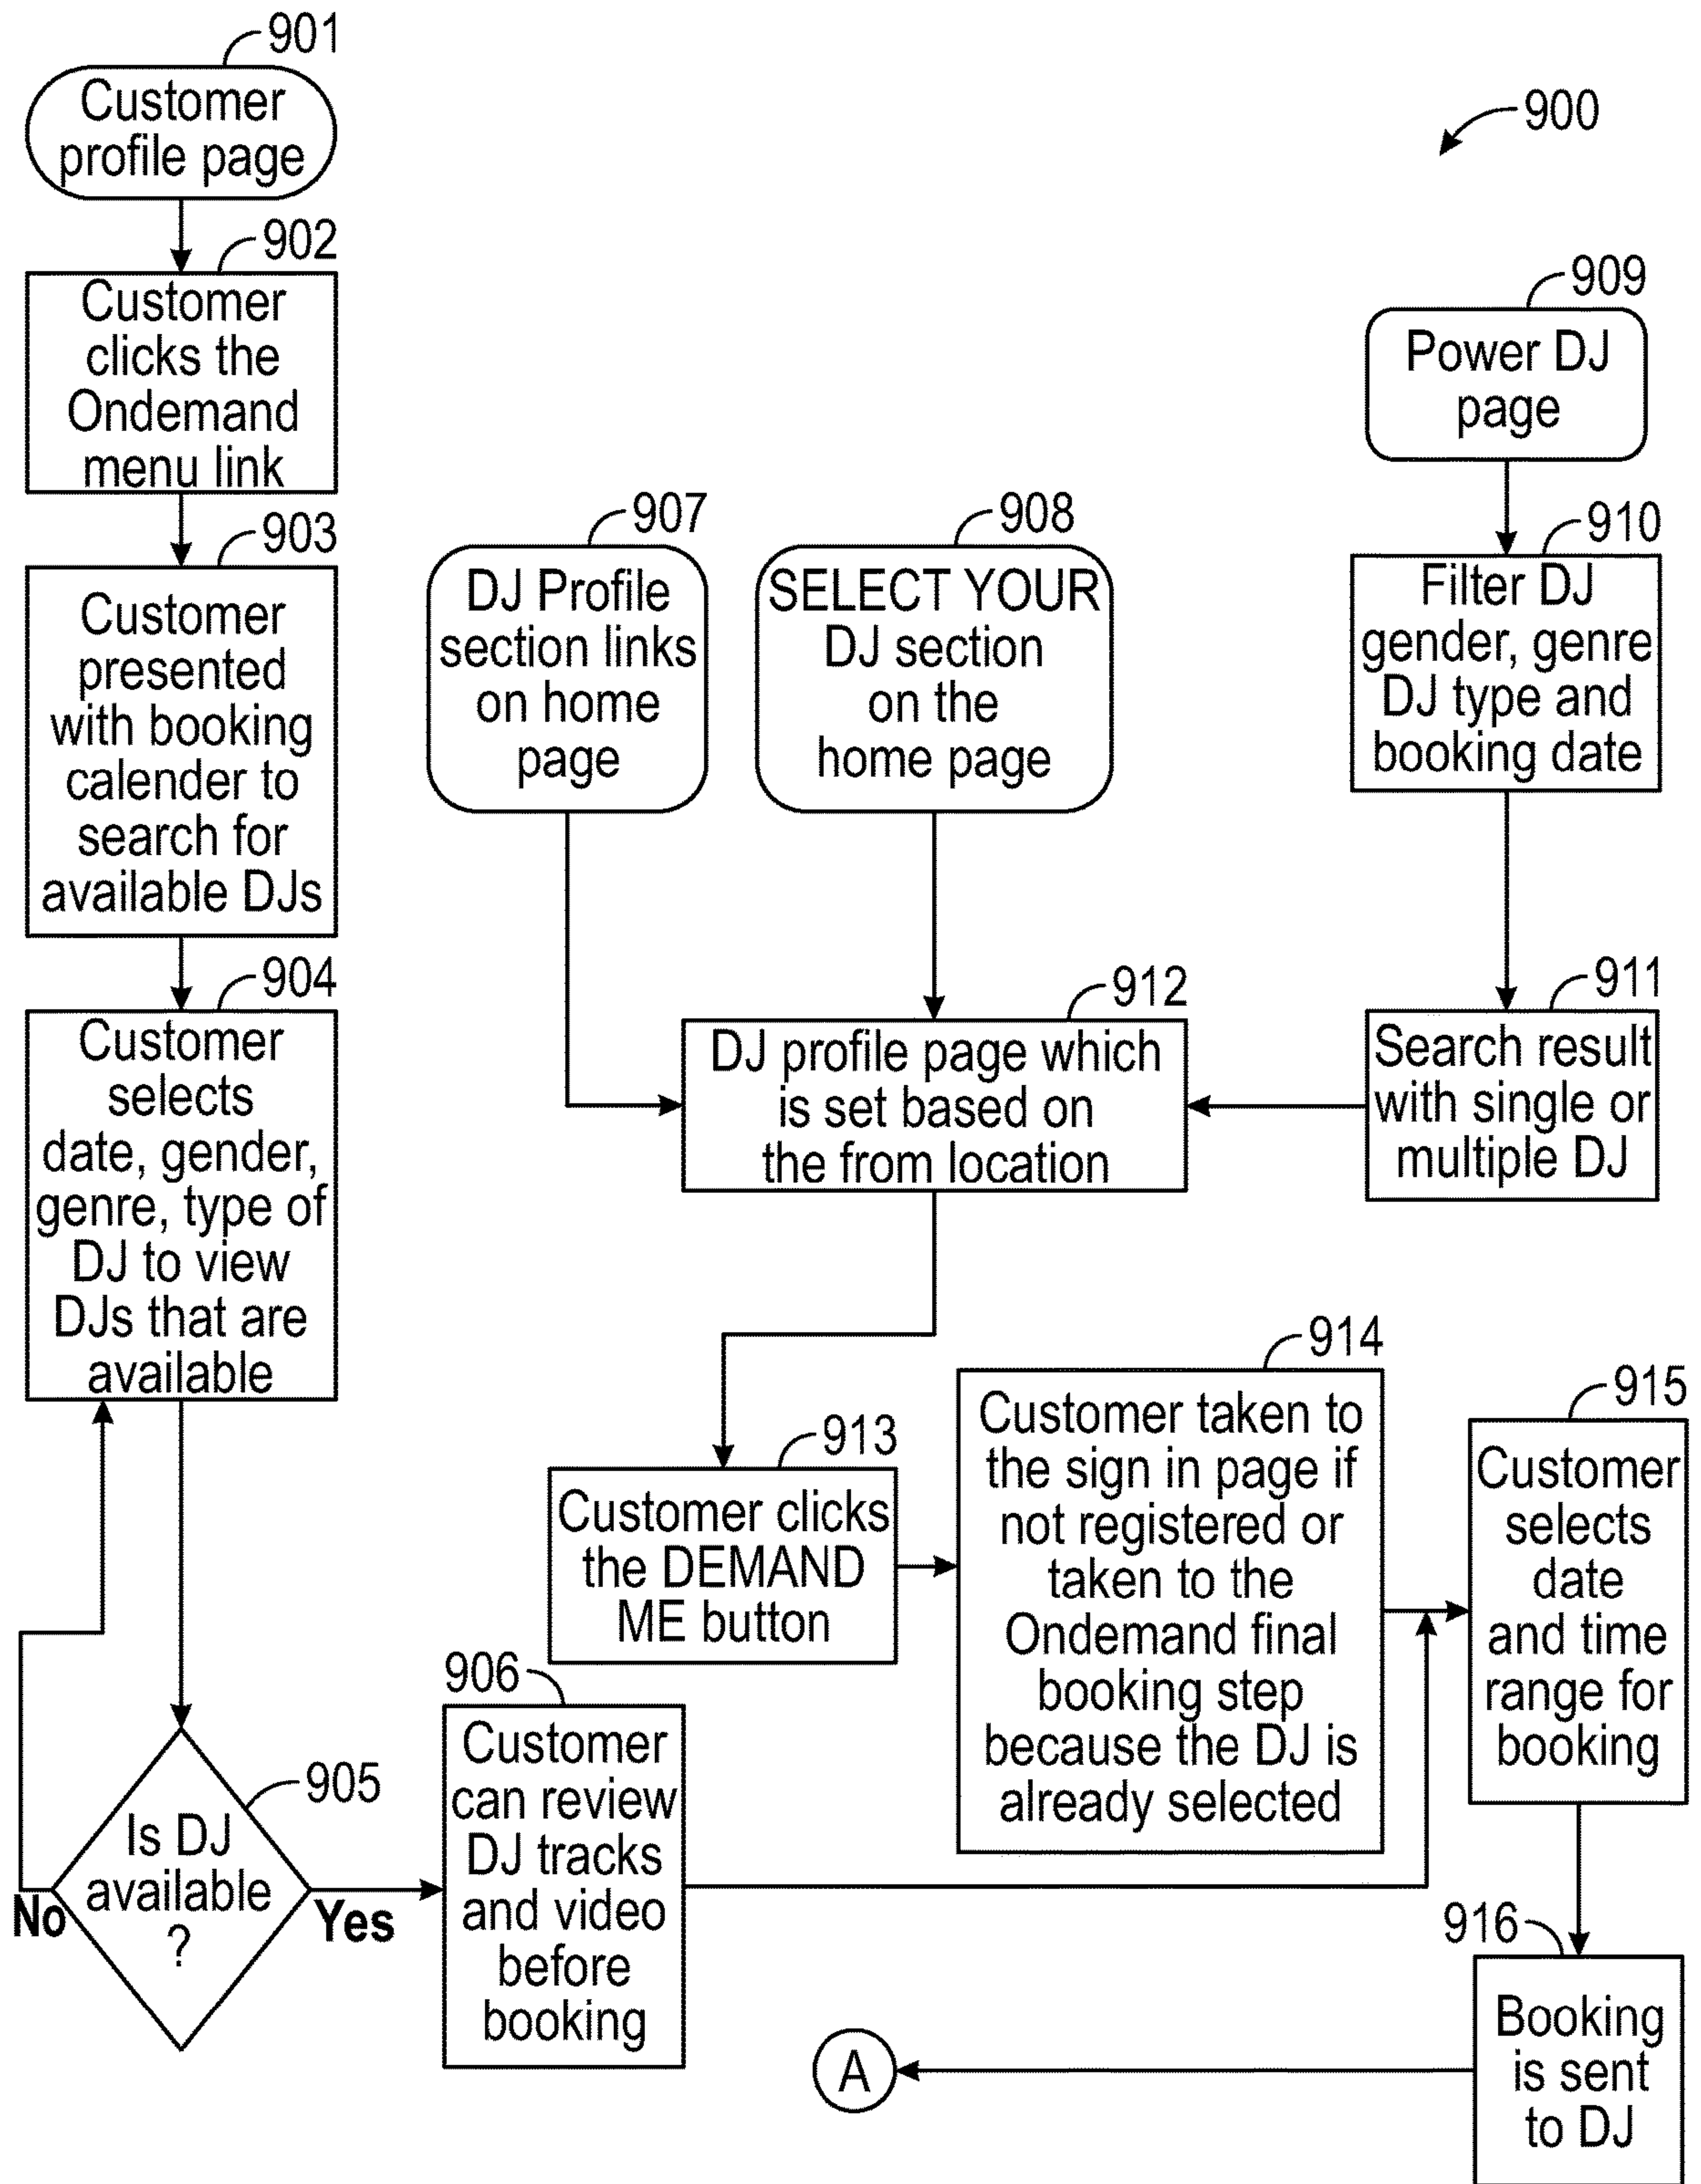 901
Customer
profile page
900
902
Customer
clicks the
Ondemand
menu link
903
Customer
presented
with booking
calender to
search for
available DJs
904
Customer
selects
date, gender,
genre, type of
DJ to view
DJs that are
available
905
Is DJ
available
?
No
Yes
906
Customer
can review
DJ tracks
and video
before
booking
907
DJ Profile
section links
on home
page
908
SELECT YOUR
DJ section
on the
home page
909
Power DJ
page
910
Filter DJ
gender, genre
DJ type and
booking date
911
Search result
with single or
multiple DJ
912
DJ profile page which
is set based on
the from location
913
Customer clicks
the DEMAND
ME button
914
Customer taken to
the sign in page if
not registered or
taken to the
Ondemand final
booking step
because the DJ is
already selected
915
Customer
selects
date
and time
range for
booking
916
Booking
is sent
to DJ
A